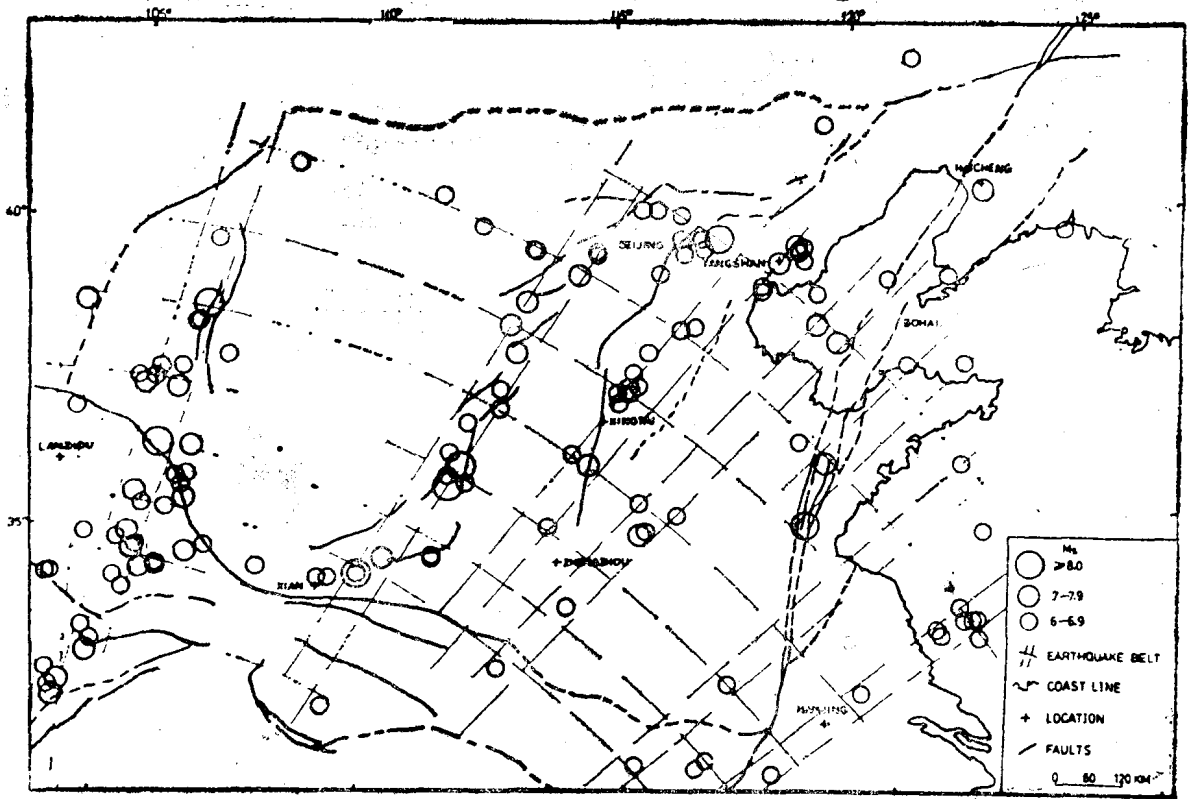 105° 110° 115° 120° 125°
HAICHENG
40°
BEIJING
TANGSHAN
BOHAI
XINGTAI
LANZHOU
35°
ZHENGZHOU
XIAN
NANJING
Ms
≥8.0
7–7.9
6–6.9
EARTHQUAKE BELT
COAST LINE
LOCATION
FAULTS
0 60 120 KM